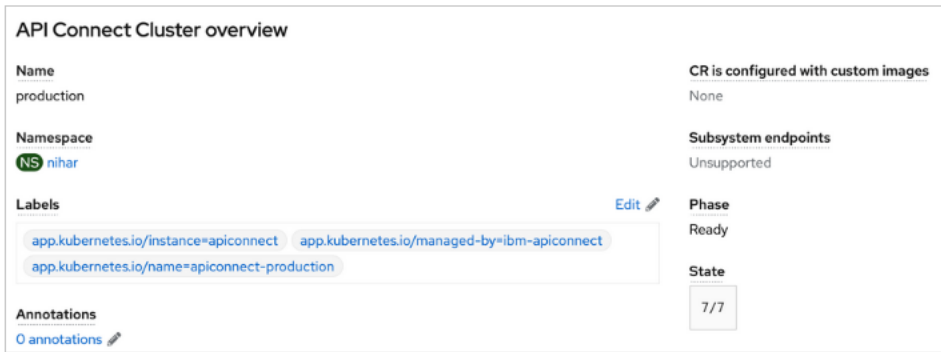 API Connect Cluster overview
Name
production
Namespace
NS nihar
Labels
Edit
app.kubernetes.io/instance=apiconnect app.kubernetes.io/managed-by=ibm-apiconnect
app.kubernetes.io/name=apiconnect-production
Annotations
0 annotations
CR is configured with custom images
None
Subsystem endpoints
Unsupported
Phase
Ready
State
7/7